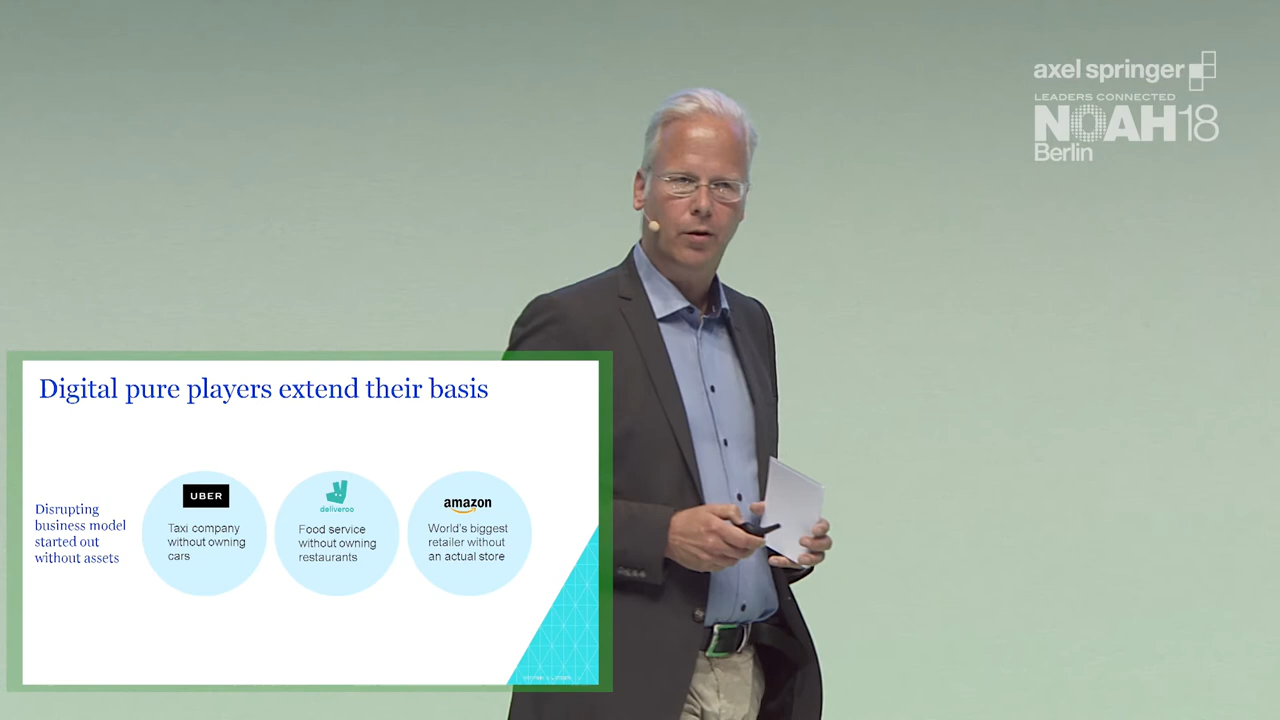 axel springer
LEADERS CONNECTED
NOAH18
Berlin
Digital pure players extend their basis
Disrupting
business model
started out
without assets
UBER
Taxi company
without owning
cars
deliveroo
Food service
without owning
restaurants
amazon
World's biggest
retailer without
an actual store